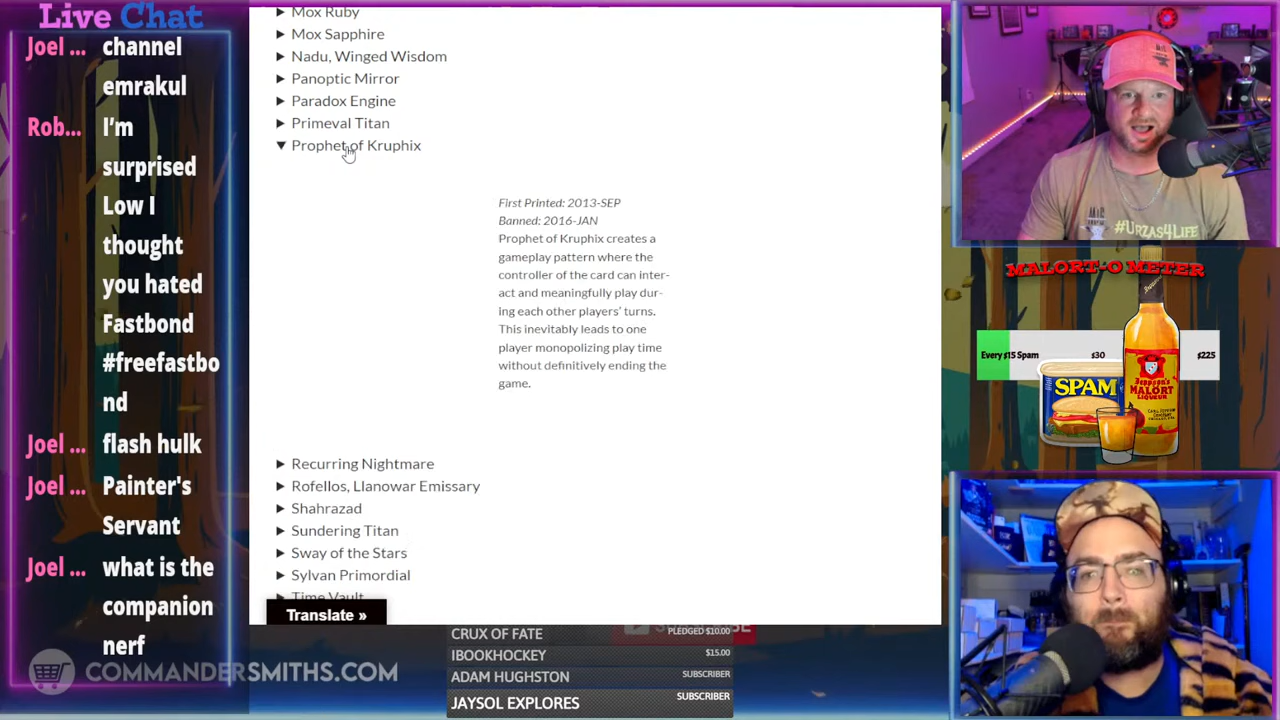 Live Chat
Joel ... channel
emrakul
Rob... I'm
surprised
Low I
thought
you hated
Fastbond
#freefastbo
nd
Joel ... flash hulk
Joel ... Painter's
Servant
Joel ... what is the
companion
nerf
COMMANDERSMITHS.COM
Mox Ruby
Mox Sapphire
Nadu, Winged Wisdom
Panoptic Mirror
Paradox Engine
Primeval Titan
Prophet of Kruphix
First Printed: 2013-SEP
Banned: 2016-JAN
Prophet of Kruphix creates a
gameplay pattern where the
controller of the card can inter-
act and meaningfully play dur-
ing each other players' turns.
This inevitably leads to one
player monopolizing play time
without definitively ending the
game.
Recurring Nightmare
Rofellos, Llanowar Emissary
Shahrazad
Sundering Titan
Sway of the Stars
Sylvan Primordial
Time Vault
Translate »
CRUX OF FATE PLEDGED $10.00
IBOOKHOCKEY $15.00
ADAM HUGHSTON SUBSCRIBER
JAYSOL EXPLORES SUBSCRIBER
#URZAS4LIFE
MALORT-O METER
Every $15 Spam $30 $225
SPAM
MALORT
LIQUEUR